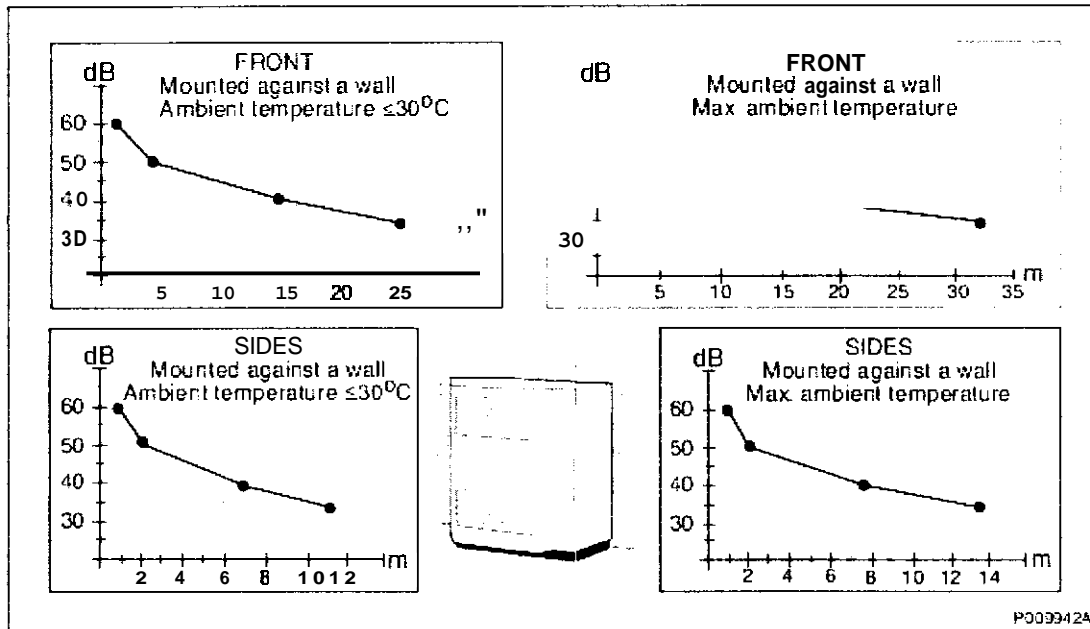 FRONT
dB
Mounted against a wall
Ambient temperature ≤30°C
60
50
40
30
,,"
5 10 15 20 25
FRONT
dB
Mounted against a wall
Max ambient temperature
30
5 10 15 20 25 30 35 m
SIDES
dB
Mounted against a wall
Ambient temperature ≤30°C
60
50
40
30
2 4 6 8 10 12 m
SIDES
dB
Mounted against a wall
Max. ambient temperature
60
50
40
30
2 4 6 8 10 12 14 m
P009942A